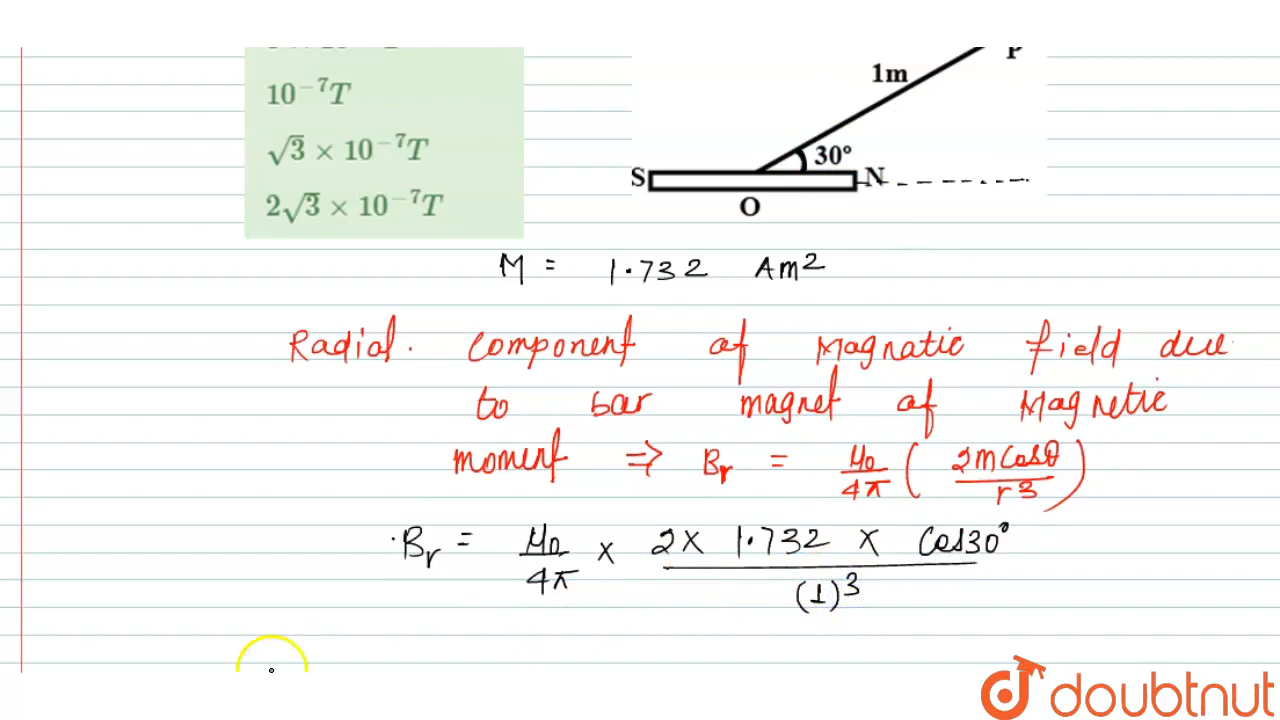 P
1m
10⁻⁷T
√3 × 10⁻⁷T
30°
S
N
2√3 × 10⁻⁷T
O
M = 1.732 Am²
Radial. component of Magnatic field due
to bar magnet of Magnetic
moment ⇒ Br = μ₀/4π (2mcosθ/r³)
Br = μ₀/4π × 2 × 1.732 × Cos30°/(1)³
doubtnut